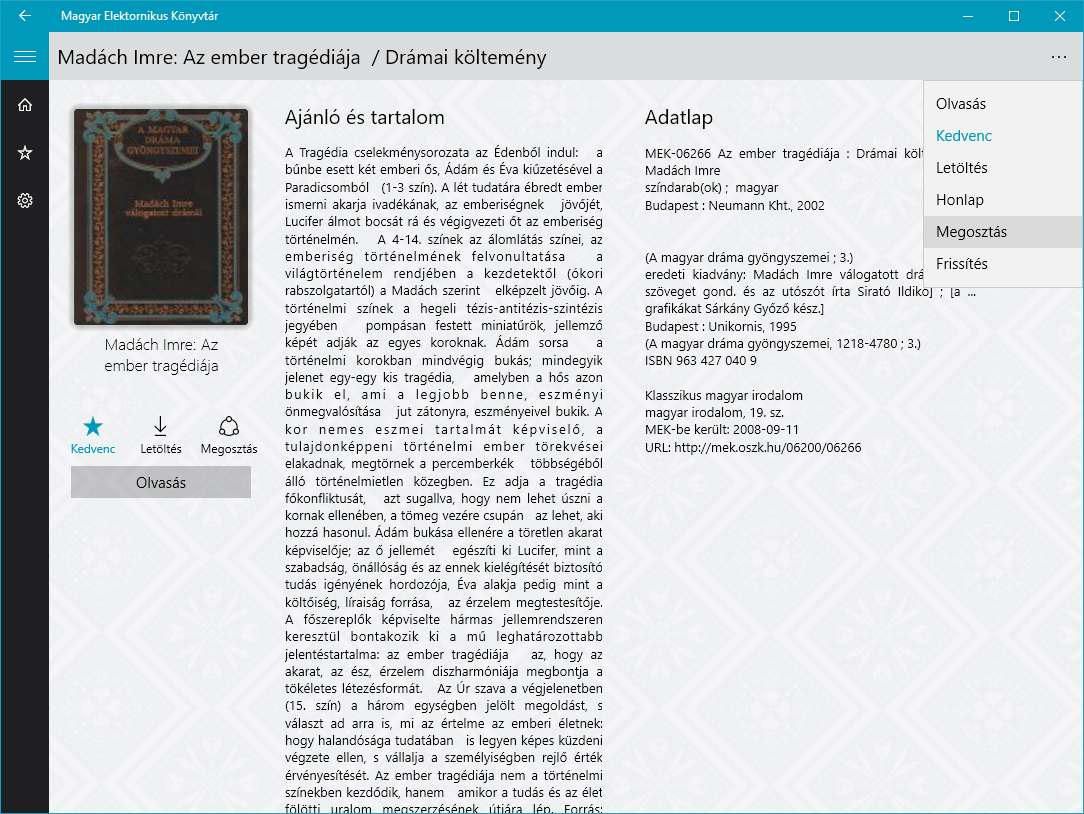 Magyar Elektornikus Könyvtár
Madách Imre: Az ember tragédiája / Drámai költemény
A MAGYAR
DRÁMA
GYÖNGYSZEMEI
Madách Imre
válogatott drámái
Madách Imre: Az
ember tragédiája
Kedvenc
Letöltés
Megosztás
Olvasás
Ajánló és tartalom
A Tragédia cselekménysorozata az Édenből indul: a
bűnbe esett két emberi ős, Ádám és Éva kiűzetésével a
Paradicsomból (1-3 szín). A lét tudatára ébredt ember
ismerni akarja ivadékának, az emberiségnek jövőjét,
Lucifer álmot bocsát rá és végigvezeti őt az emberiség
történelmén. A 4-14. színek az álomlátás színei, az
emberiség történelmének felvonultatása a
világtörténelem rendjében a kezdetektől (ókori
rabszolgatartól) a Madách szerint elképzelt jövőig. A
történelmi színek a hegeli tézis-antitézis-szintézis
jegyében pompásan festett miniatűrök, jellemző
képét adják az egyes koroknak. Ádám sorsa a
történelmi korokban mindvégig bukás; mindegyik
jelenet egy-egy kis tragédia, amelyben a hős azon
bukik el, ami a legjobb benne, eszményi
önmegvalósítása jut zátonyra, eszményeivel bukik. A
kor nemes eszmei tartalmát képviselő, a
tulajdonképpeni történelmi ember törekvései
elakadnak, megtörnek a percemberkék többségéből
álló történelmietlen közegben. Ez adja a tragédia
főkonfliktusát, azt sugallva, hogy nem lehet úszni a
kornak ellenében, a tömeg vezére csupán az lehet, aki
hozzá hasonul. Ádám bukása ellenére a töretlen akarat
képviselője; az ő jellemét egészíti ki Lucifer, mint a
szabadság, önállóság és az ennek kielégítését biztosító
tudás igényének hordozója, Éva alakja pedig mint a
költőiség, líraiság forrása, az érzelem megtestesítője.
A főszereplők képviselte hármas jellemrendszeren
keresztül bontakozik ki a mű leghatározottabb
jelentéstartalma: az ember tragédiája az, hogy az
akarat, az ész, érzelem diszharmóniája megbontja a
tökéletes létezésformát. Az Úr szava a végjelenetben
(15. szín) a három egységben jelölt megoldást, s
választ ad arra is, mi az értelme az emberi életnek:
hogy halandósága tudatában is legyen képes küzdeni
végzete ellen, s vállalja a személyiségben rejlő érték
érvényesítését. Az ember tragédiája nem a történelmi
színekben kezdődik, hanem amikor a tudás és az élet
fölötti uralom megszerzésének útjára lép. Forrás:
Adatlap
MEK-06266 Az ember tragédiája : Drámai köl
Madách Imre
színdarab(ok) ; magyar
Budapest : Neumann Kht., 2002
(A magyar dráma gyöngyszemei ; 3.)
eredeti kiadvány: Madách Imre válogatott drá
szöveget gond. és az utószót írta Sirató Ildikó] ; [a ...
grafikákat Sárkány Győző kész.]
Budapest : Unikornis, 1995
(A magyar dráma gyöngyszemei, 1218-4780 ; 3.)
ISBN 963 427 040 9
Klasszikus magyar irodalom
magyar irodalom, 19. sz.
MEK-be került: 2008-09-11
URL: http://mek.oszk.hu/06200/06266
Olvasás
Kedvenc
Letöltés
Honlap
Megosztás
Frissítés